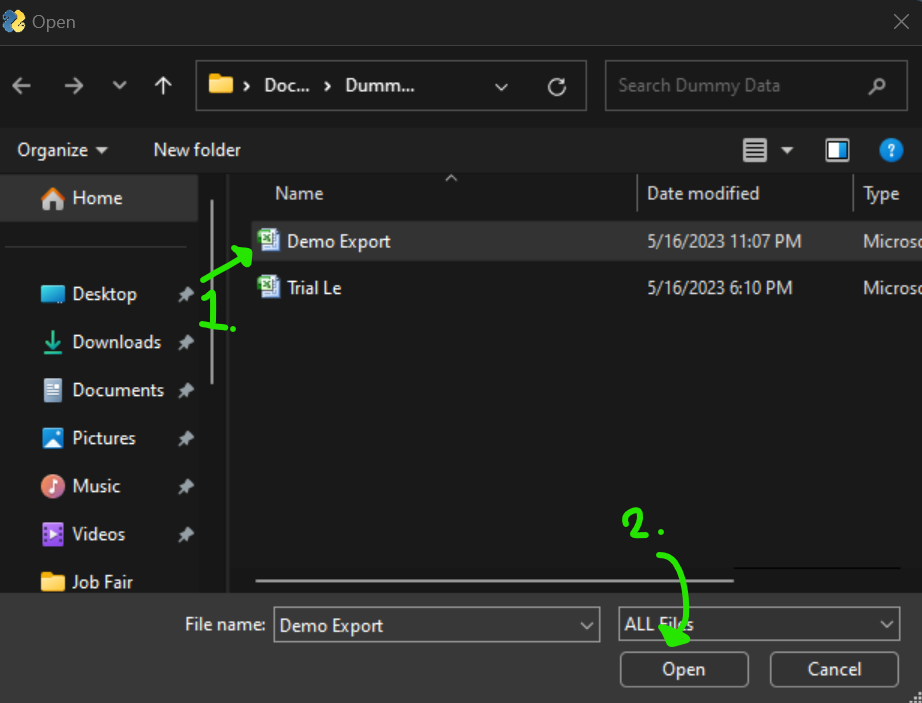 Open
Doc... Dumm...
Search Dummy Data
Organize
New folder
?
Home
Desktop
Downloads
Documents
Pictures
Music
Videos
Job Fair
Name Date modified Type
Demo Export 5/16/2023 11:07 PM Microso
Trial Le 5/16/2023 6:10 PM Microso
1.
2.
File name: Demo Export
ALL Files
Open Cancel